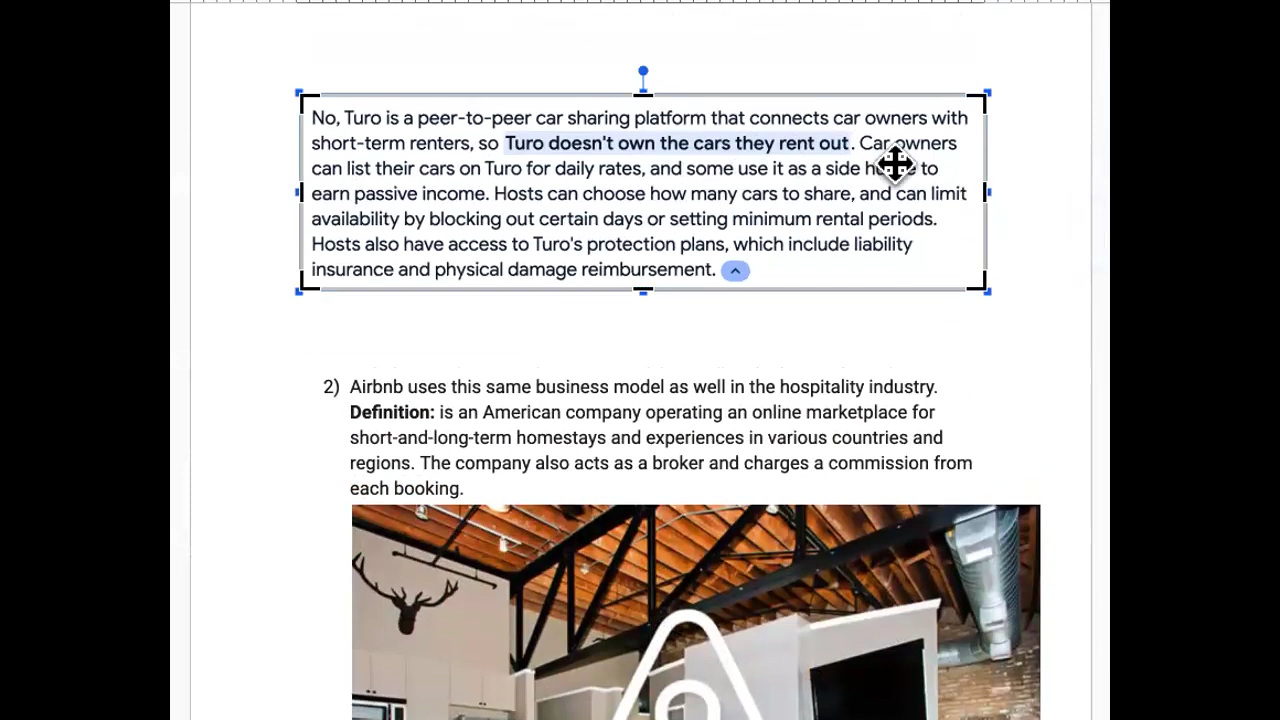 No, Turo is a peer-to-peer car sharing platform that connects car owners with
short-term renters, so Turo doesn't own the cars they rent out. Car owners
can list their cars on Turo for daily rates, and some use it as a side to
earn passive income. Hosts can choose how many cars to share, and can limit
availability by blocking out certain days or setting minimum rental periods.
Hosts also have access to Turo's protection plans, which include liability
insurance and physical damage reimbursement.
2) Airbnb uses this same business model as well in the hospitality industry.
Definition: is an American company operating an online marketplace for
short-and-long-term homestays and experiences in various countries and
regions. The company also acts as a broker and charges a commission from
each booking.